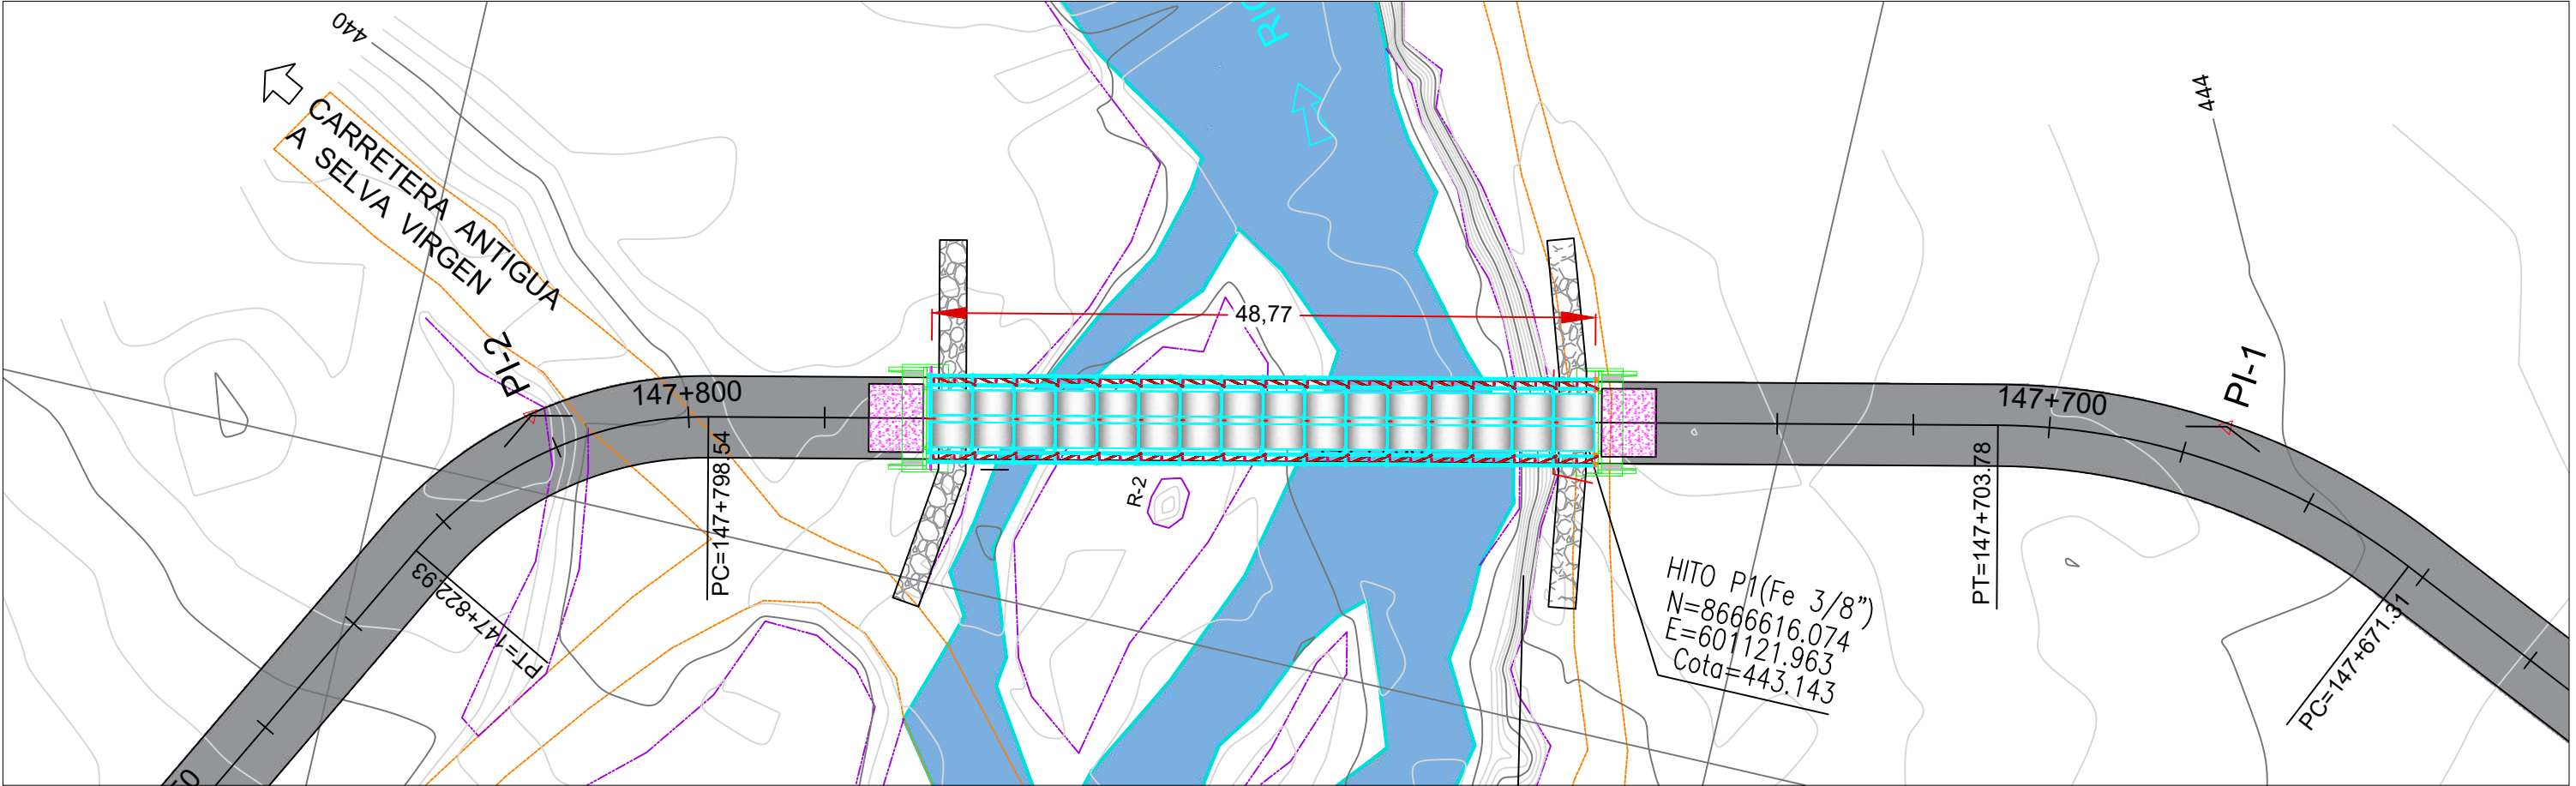 440
RIO
444
CARRETERA ANTIGUA
A SELVA VIRGEN
48,77
PI-2
PI-1
147+800
147+700
PC=147+798.54
PT=147+703.78
R-2
PT=147+822.93
HITO P1(Fe 3/8")
N=8666616.074
E=601121.963
Cota=443.143
PC=147+671.31